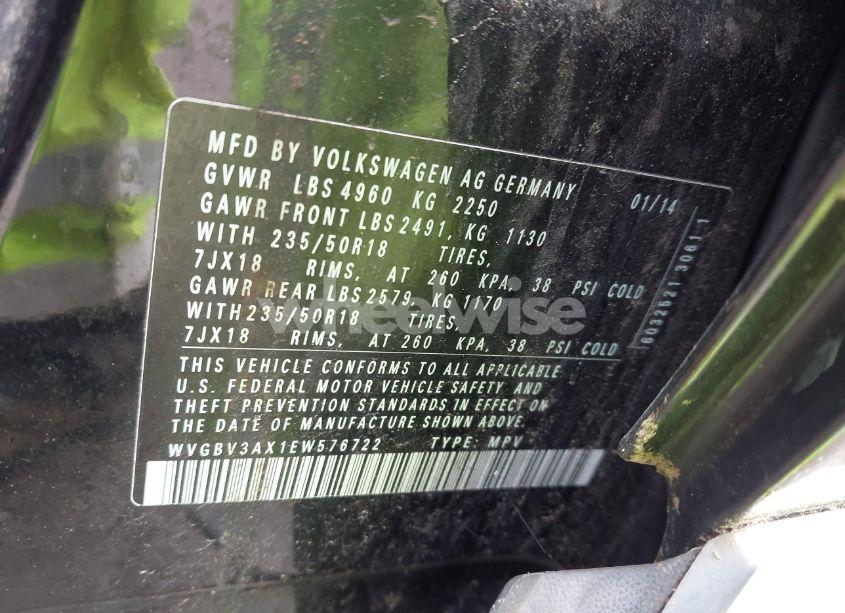 MFD BY VOLKSWAGEN AG GERMANY 01/14
GVWR LBS 4960 KG 2250
GAWR FRONT LBS 2491, KG 1130
WITH 235/50R18 TIRES,
7JX18 RIMS, AT 260 KPA, 38 PSI COLD
GAWR REAR LBS 2579, KG 1170
WITH 235/50R18 TIRES,
7JX18 RIMS, AT 260 KPA, 38 PSI COLD
THIS VEHICLE CONFORMS TO ALL APPLICABLE
U.S. FEDERAL MOTOR VEHICLE SAFETY AND
THEFT PREVENTION STANDARDS IN EFFECT ON
THE DATE OF MANUFACTURE SHOWN ABOVE.
WVGBV3AX1EW576722 TYPE: MPV
wheelwise